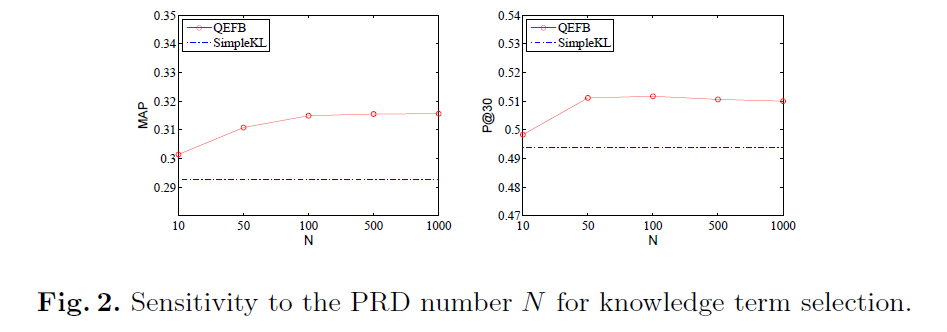 0.35
0.34
0.33
0.32
0.31
0.3
0.29
MAP
QEFB
SimpleKL
10 50 100 500 1000
N
0.54
0.53
0.52
0.51
0.5
0.49
0.48
0.47
P@30
QEFB
SimpleKL
10 50 100 500 1000
N
Fig. 2. Sensitivity to the PRD number N for knowledge term selection.